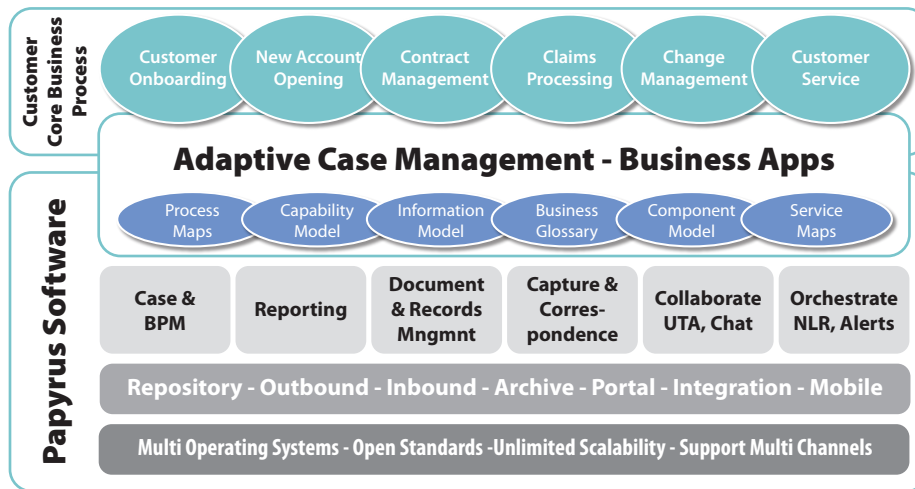 Customer
Core Business
Process
Customer
Onboarding
New Account
Opening
Contract
Management
Claims
Processing
Change
Management
Customer
Service
Adaptive Case Management - Business Apps
Process
Maps
Capability
Model
Information
Model
Business
Glossary
Component
Model
Service
Maps
Papyrus Software
Case &
BPM
Reporting
Document
& Records
Mngmnt
Capture &
Corres-
pondence
Collaborate
UTA, Chat
Orchestrate
NLR, Alerts
Repository - Outbound - Inbound - Archive - Portal - Integration - Mobile
Multi Operating Systems - Open Standards -Unlimited Scalability - Support Multi Channels